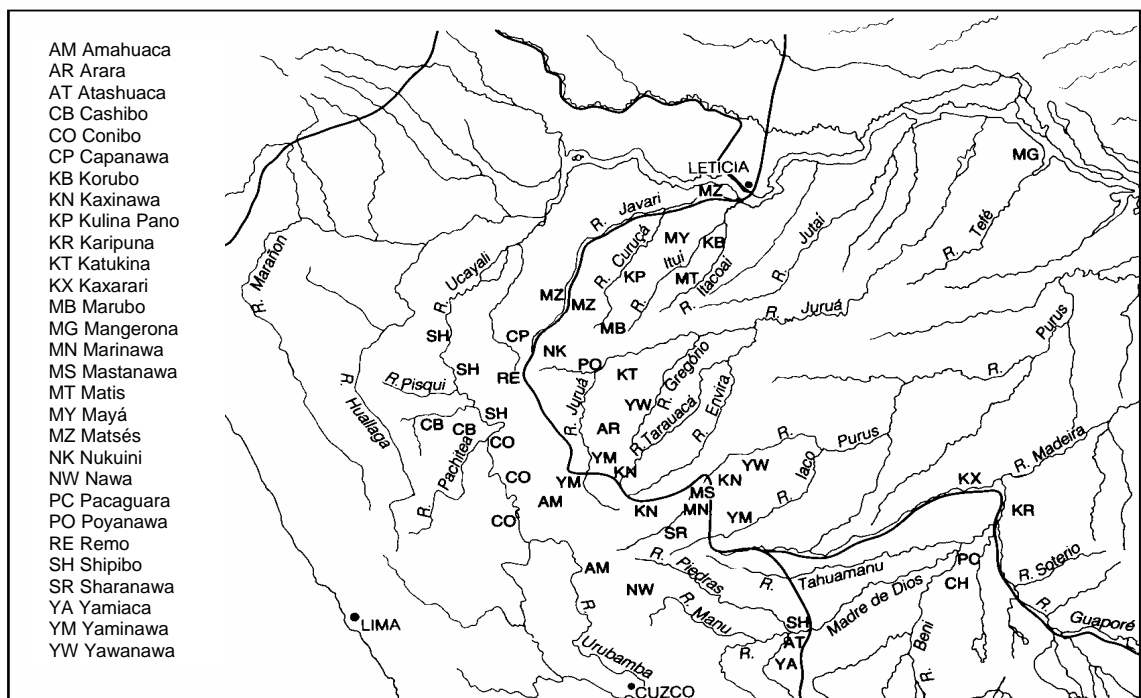 AM Amahuaca
AR Arara
AT Atashuaca
CB Cashibo
CO Conibo
CP Capanawa
KB Korubo
KN Kaxinawa
KP Kulina Pano
KR Karipuna
KT Katukina
KX Kaxarari
MB Marubo
MG Mangerona
MN Marinawa
MS Mastanawa
MT Matis
MY Mayá
MZ Matsés
NK Nukuini
NW Nawa
PC Pacaguara
PO Poyanawa
RE Remo
SH Shipibo
SR Sharanawa
YA Yamiaca
YM Yaminawa
YW Yawanawa
MG
LETÍCIA
MZ
R. Javari
R. Curuçá
MY
KB
Itui
R.
MT
R. Itacoai
R. Jutaí
R. Tefé
R. Marañon
R. Ucayali
KP
MZ
MZ
MB
R. Juruá
SH
CP
NK
PO
RE
KT
R. Gregório
R. Purus
SH
R. Pisqui
R. Huallaga
SH
CB
CB
CO
R. Pachitea
R. Juruá
YW
AR
R. Tarauacá
R. Envira
YM
KN
R. Purus
YW
KN
R. Iaco
CO
YM
AM
CO
KN
MS
MN
YM
SR
KX
R. Madeira
KR
AM
NW
R. Piedras
R. Tahuamanu
PC
CH
R. Soterio
Madre de Dios
R. Manu
SH
AT
YA
R.
R. Beni
R. Guaporé
R. Urubamba
LIMA
CUZCO